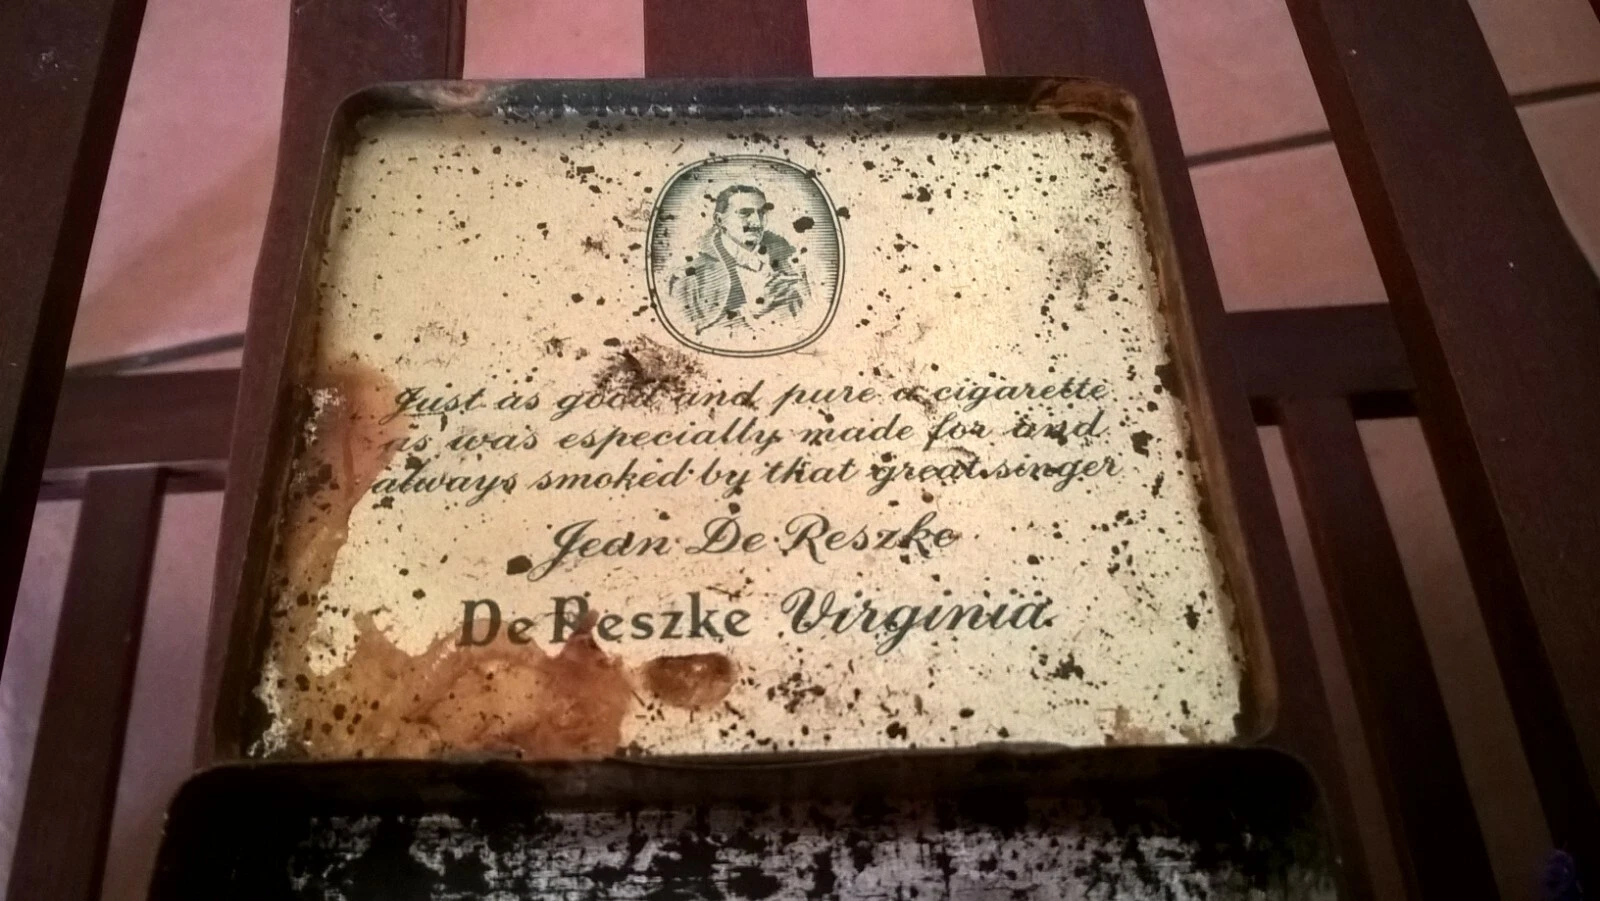 Just as good and pure a cigarette
as was especially made for and
always smoked by that great singer
Jean De Reszke
De Reszke Virginia.